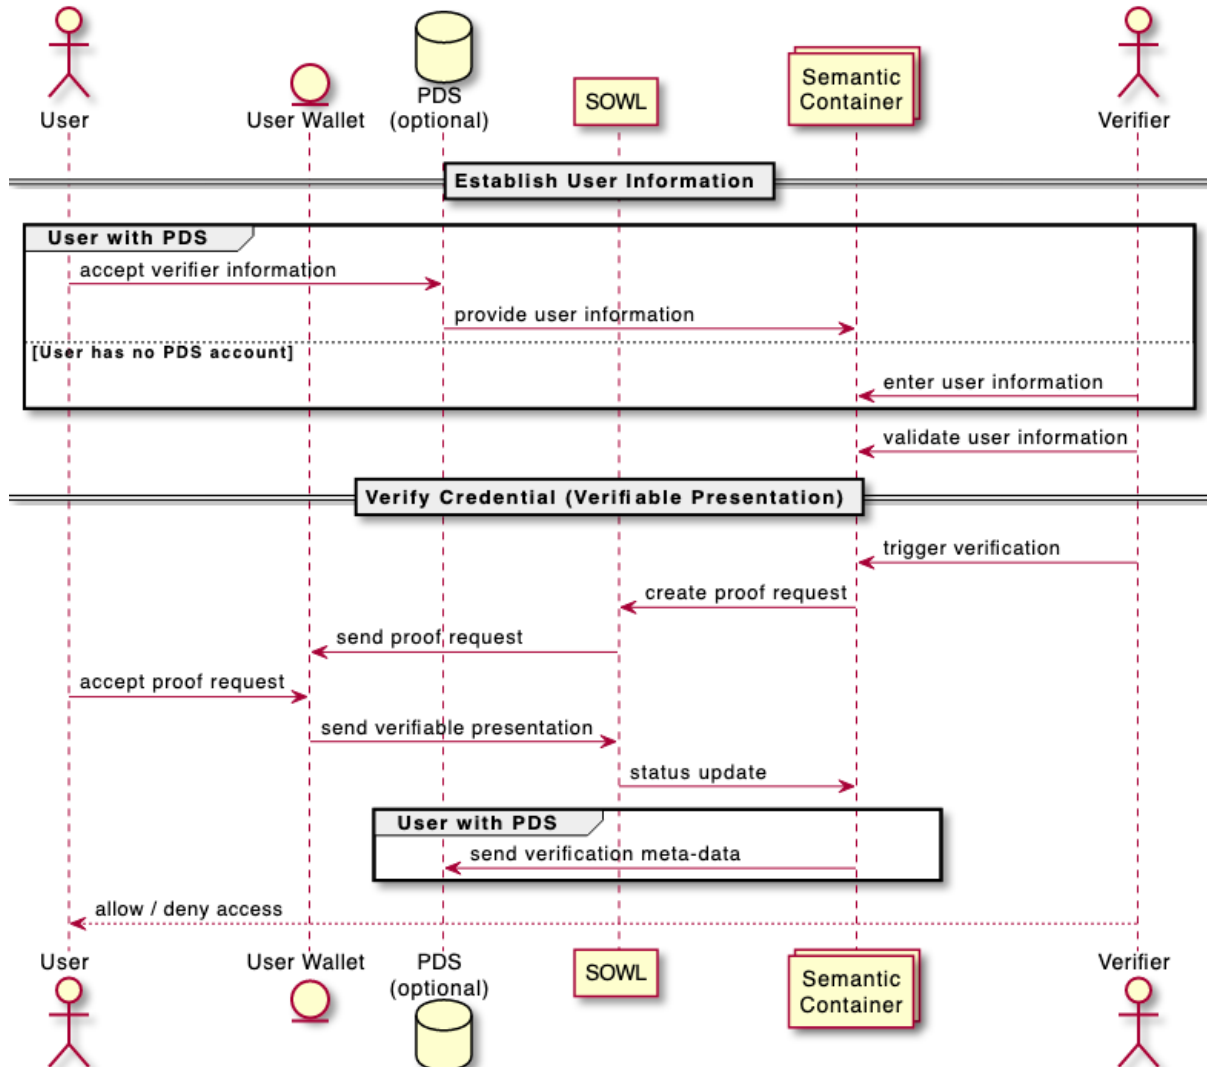 User
User Wallet
PDS
(optional)
SOWL
Semantic
Container
Verifier
Establish User Information
User with PDS
accept verifier information
provide user information
[User has no PDS account]
enter user information
validate user information
Verify Credential (Verifiable Presentation)
trigger verification
create proof request
send proof request
accept proof request
send verifiable presentation
status update
User with PDS
send verification meta-data
allow / deny access
User
User Wallet
PDS
(optional)
SOWL
Semantic
Container
Verifier